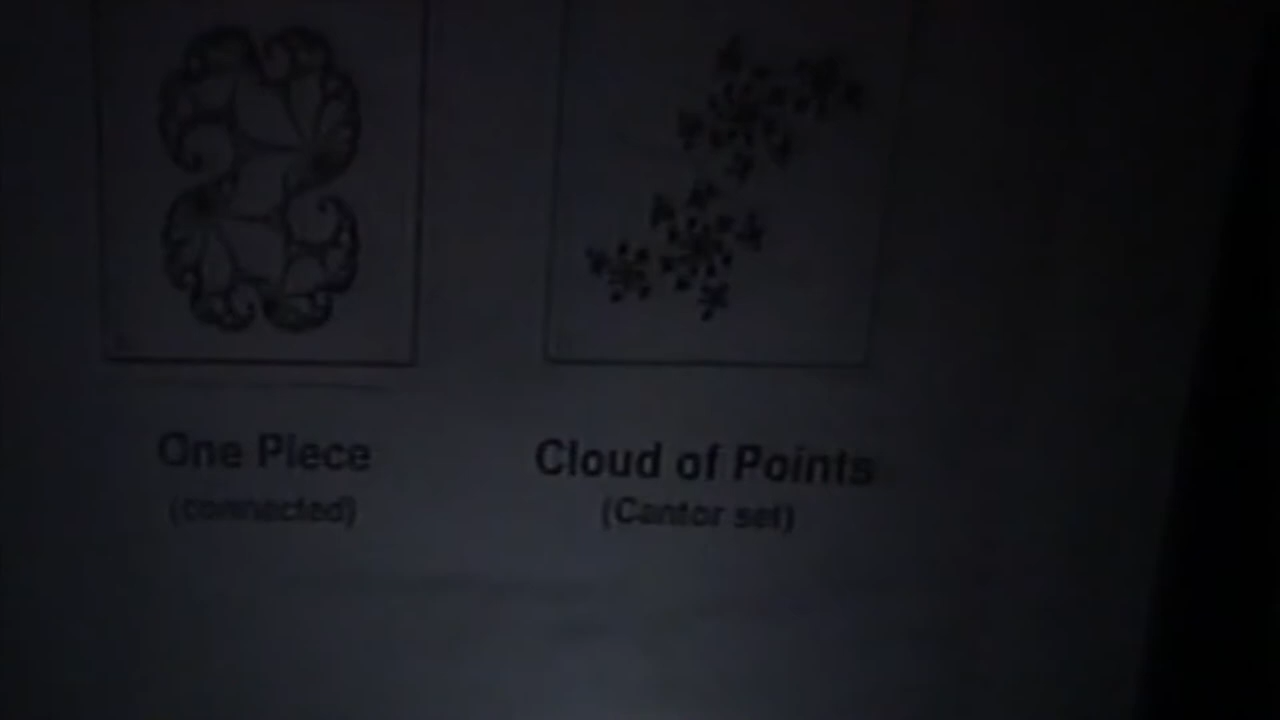 One Piece
(connected)
Cloud of Points
(Cantor set)